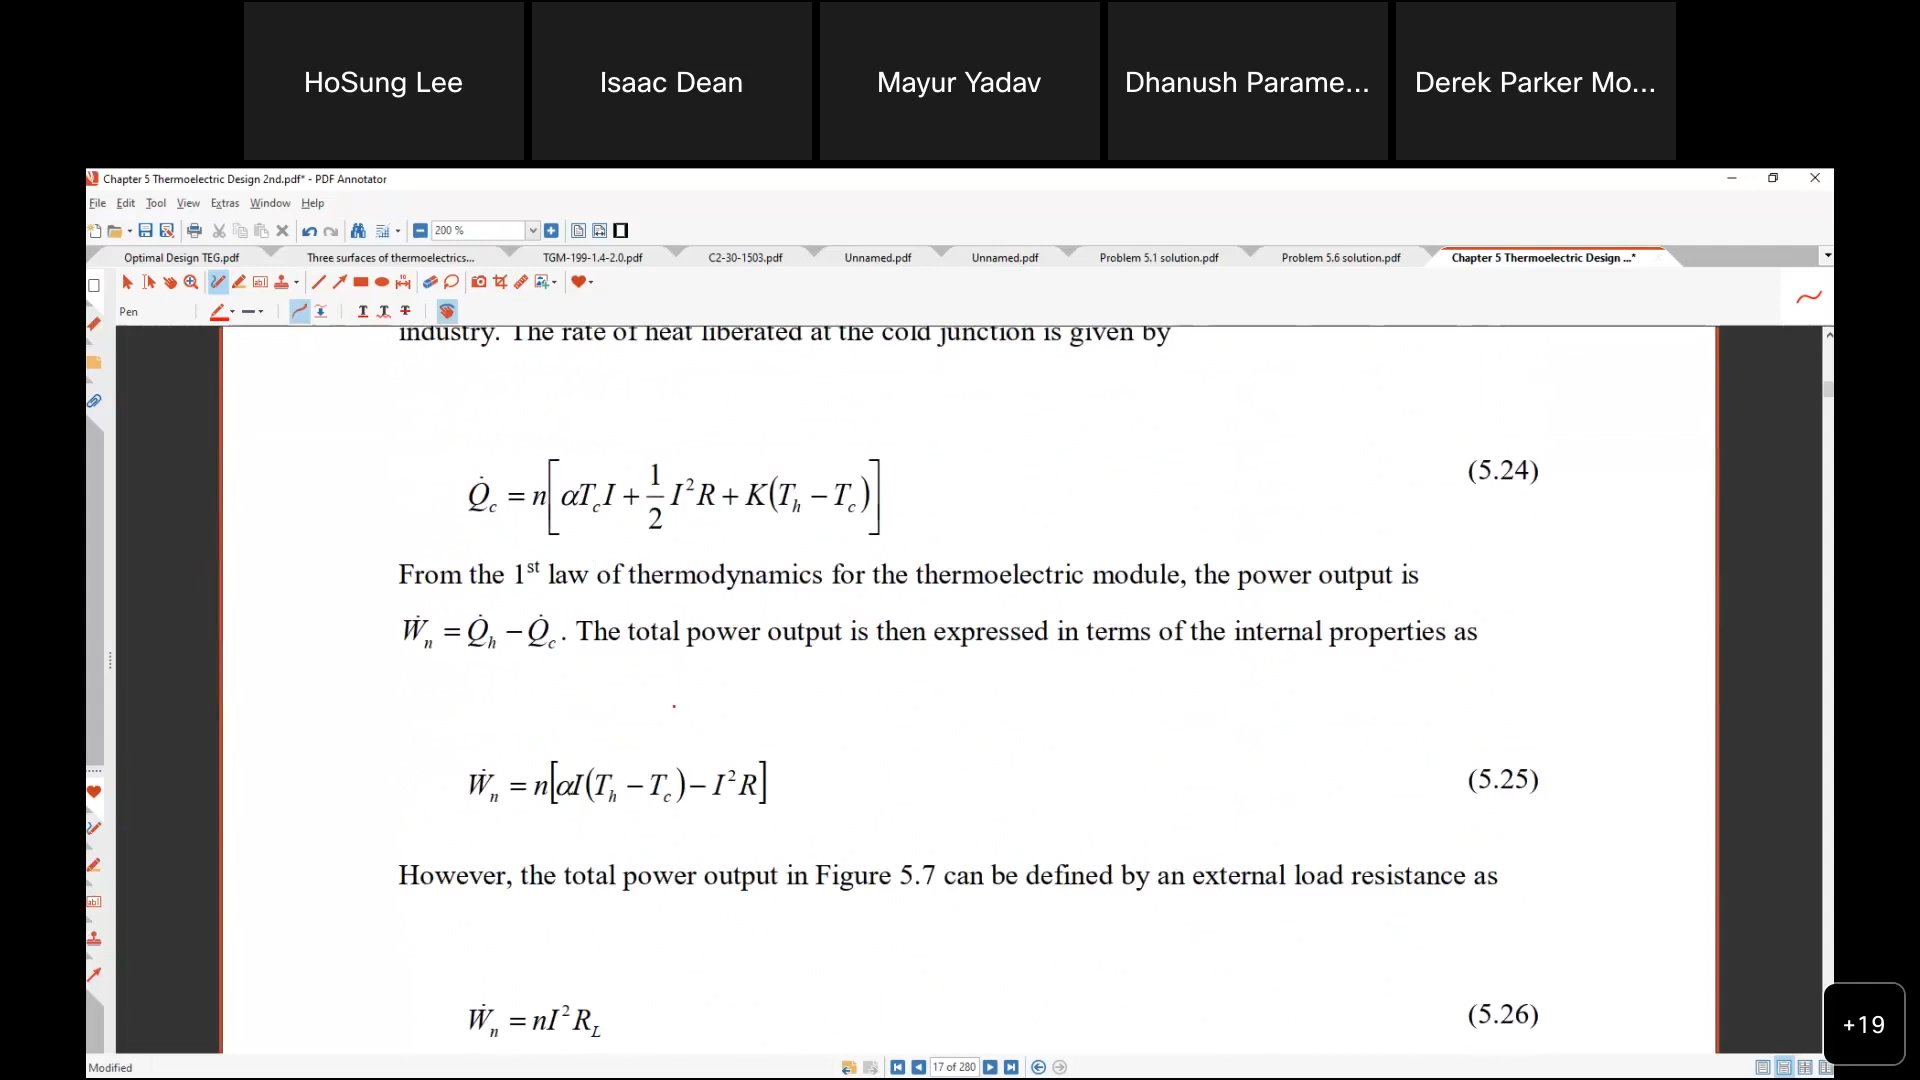 HoSung Lee
Isaac Dean
Mayur Yadav
Dhanush Parame...
Derek Parker Mo...
Chapter 5 Thermoelectric Design 2nd.pdf* - PDF Annotator
File Edit Tool View Extras Window Help
200 %
Optimal Design TEG.pdf
Three surfaces of thermoelectrics...
TGM-199-1.4-2.0.pdf
C2-30-1503.pdf
Unnamed.pdf
Unnamed.pdf
Problem 5.1 solution.pdf
Problem 5.6 solution.pdf
Chapter 5 Thermoelectric Design ...*
Pen
industry. The rate of heat liberated at the cold junction is given by
Q̇c = n[αTcI + 1/2 I²R + K(Th − Tc)] (5.24)
From the 1st law of thermodynamics for the thermoelectric module, the power output is
Ẇn = Q̇h − Q̇c. The total power output is then expressed in terms of the internal properties as
Ẇn = n[αI(Th − Tc) − I²R] (5.25)
However, the total power output in Figure 5.7 can be defined by an external load resistance as
Ẇn = nI²RL (5.26)
+19
Modified
17 of 280